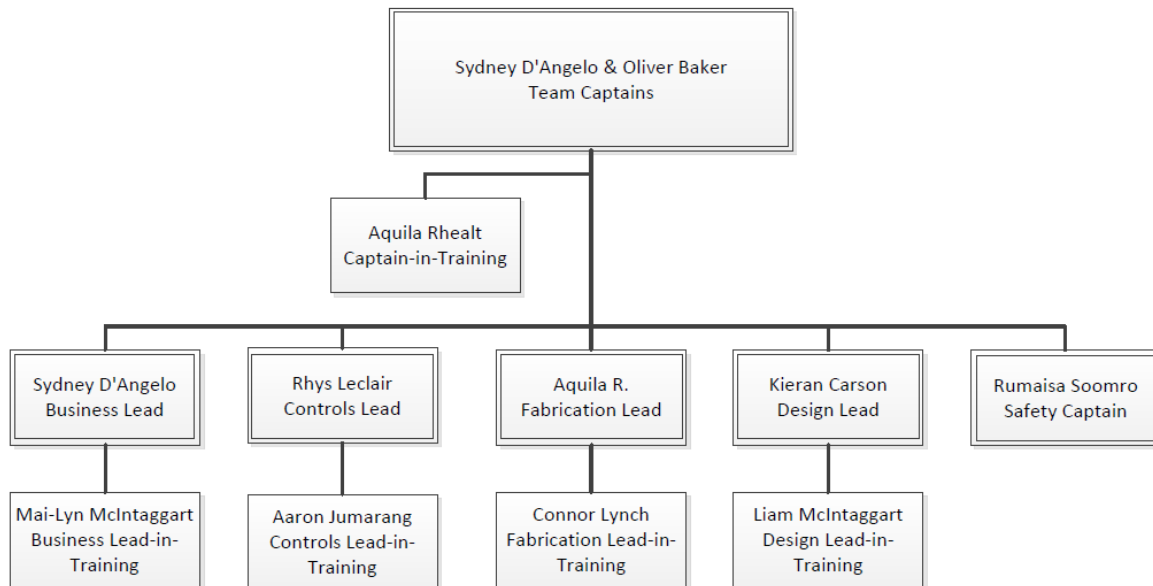 Sydney D'Angelo & Oliver Baker
Team Captains
Aquila Rhealt
Captain-in-Training
Sydney D'Angelo
Business Lead
Rhys Leclair
Controls Lead
Aquila R.
Fabrication Lead
Kieran Carson
Design Lead
Rumaisa Soomro
Safety Captain
Mai-Lyn McIntaggart
Business Lead-in-
Training
Aaron Jumarang
Controls Lead-in-
Training
Connor Lynch
Fabrication Lead-in-
Training
Liam McIntaggart
Design Lead-in-
Training